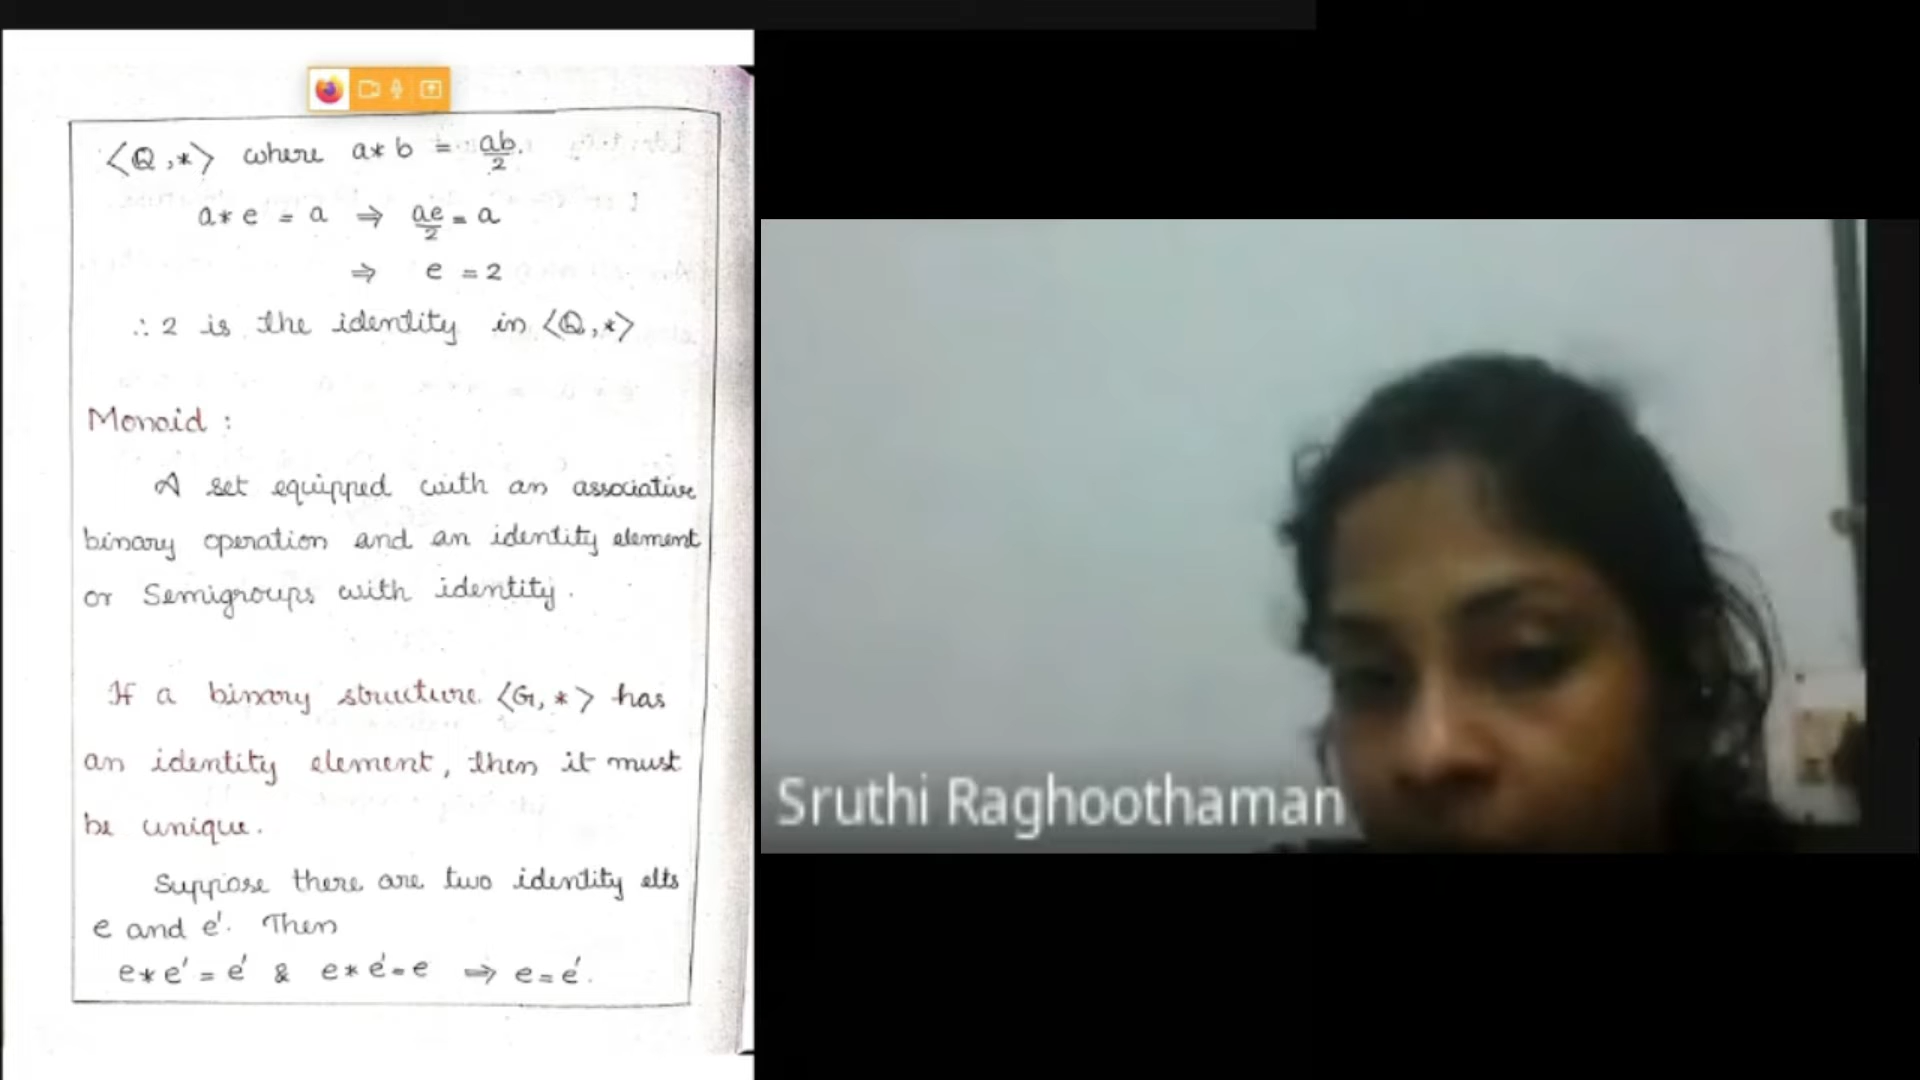 ⟨Q,*⟩ where a*b = ab/2.
a*e = a ⇒ ae/2 = a
⇒ e = 2
∴ 2 is the identity in ⟨Q,*⟩
Monoid :
A set equipped with an associative
binary operation and an identity element
or Semigroups with identity.
If a binary structure ⟨G,*⟩ has
an identity element, then it must
be unique.
Suppose there are two identity elts
e and e'. Then
e*e' = e' & e*e' = e ⇒ e = e'.
Sruthi Raghoothaman